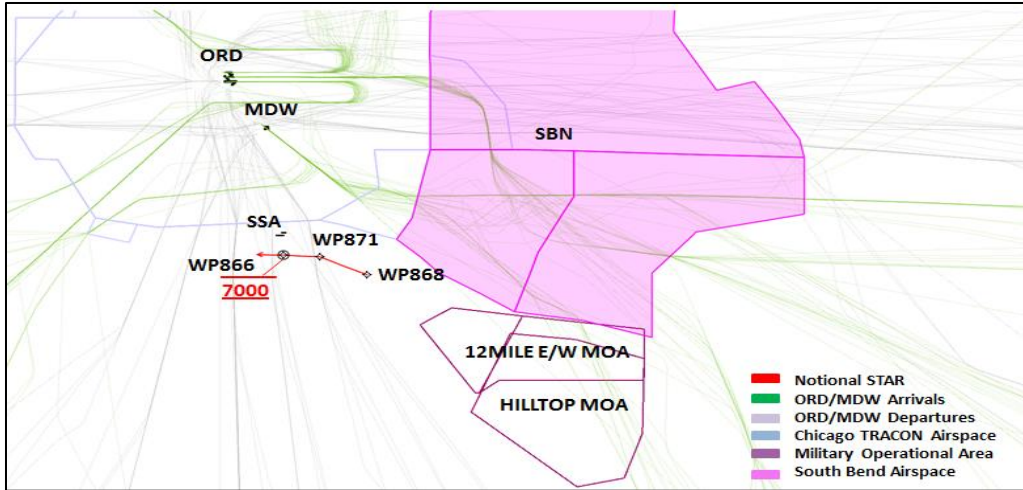 ORD
MDW
SBN
SSA
WP871
WP866
WP868
7000
12MILE E/W MOA
HILLTOP MOA
Notional STAR
ORD/MDW Arrivals
ORD/MDW Departures
Chicago TRACON Airspace
Military Operational Area
South Bend Airspace